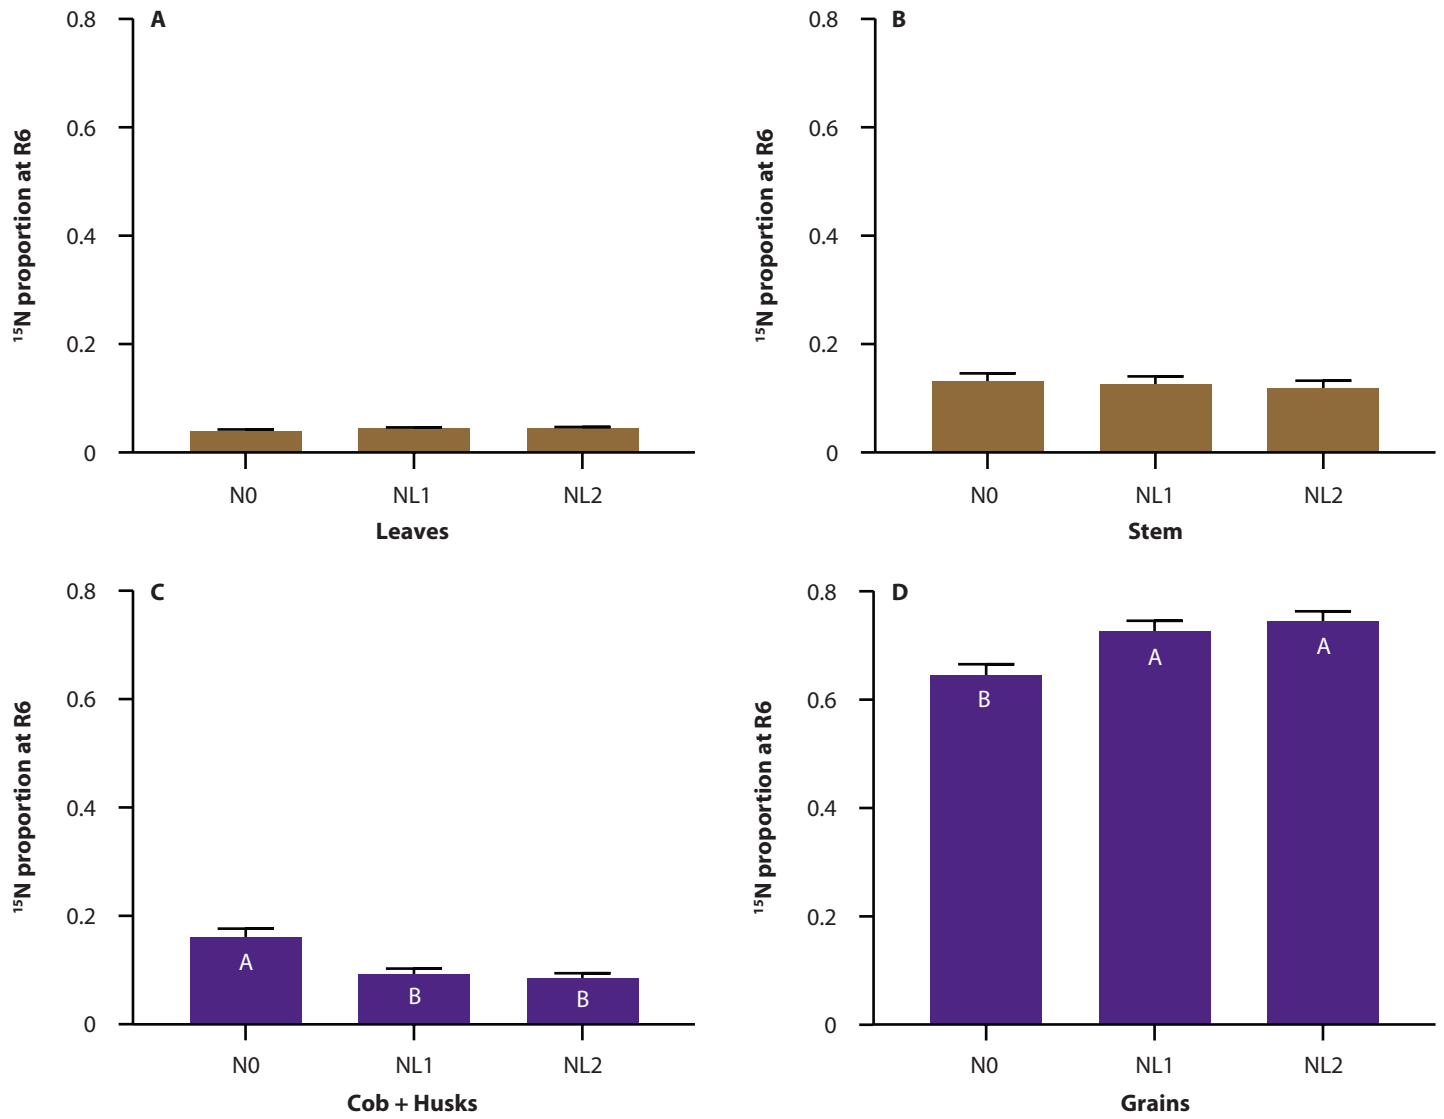 A
0.8
0.6
0.4
0.2
0
¹⁵N proportion at R6
N0 NL1 NL2
Leaves
B
0.8
0.6
0.4
0.2
0
¹⁵N proportion at R6
N0 NL1 NL2
Stem
C
0.8
0.6
0.4
0.2
0
¹⁵N proportion at R6
A B B
N0 NL1 NL2
Cob + Husks
D
0.8
0.6
0.4
0.2
0
¹⁵N proportion at R6
B A A
N0 NL1 NL2
Grains